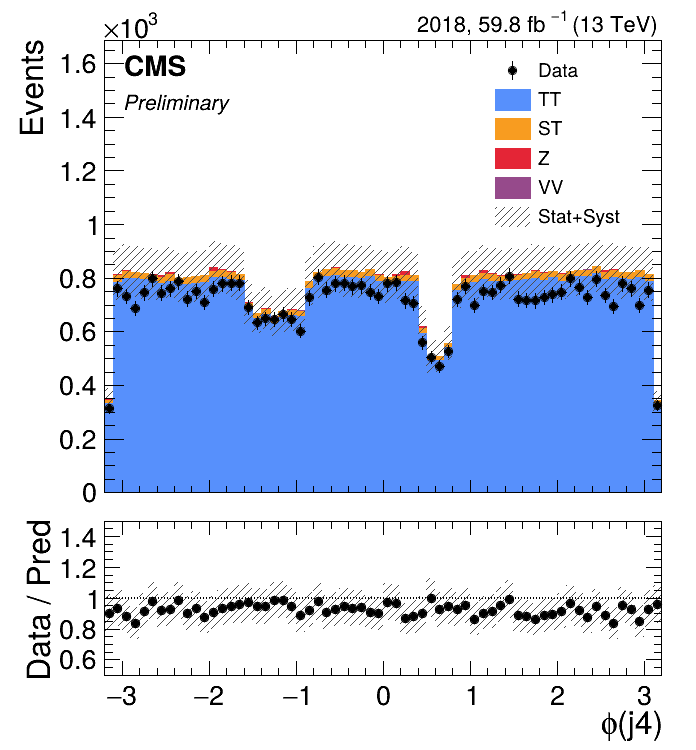 ×10³
2018, 59.8 fb⁻¹ (13 TeV)
Events
CMS
Preliminary
Data
TT
ST
Z
VV
Stat+Syst
1.6
1.4
1.2
1
0.8
0.6
0.4
0.2
0
Data / Pred
1.4
1.2
1
0.8
0.6
−3 −2 −1 0 1 2 3
ϕ(j4)